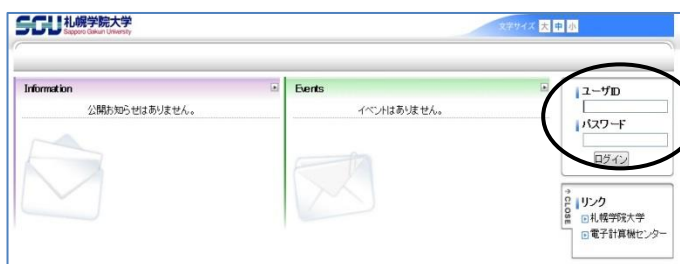 SGU 札幌学院大学
Sapporo Gakuin University
文字サイズ 大 中 小
Information
公開お知らせはありません。
Events
イベントはありません。
ユーザID
パスワード
ログイン
CLOSE
リンク
札幌学院大学
電子計算機センター